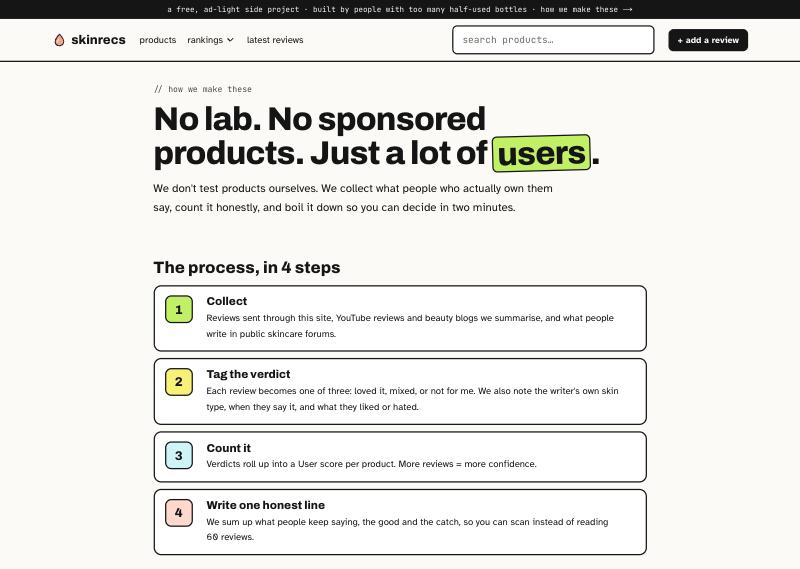 a free, ad-light side project · built by people with too many half-used bottles · how we make these →
skinrecs
products
rankings
latest reviews
search products…
+ add a review
// how we make these
No lab. No sponsored
products. Just a lot of users.
We don't test products ourselves. We collect what people who actually own them
say, count it honestly, and boil it down so you can decide in two minutes.
The process, in 4 steps
1
Collect
Reviews sent through this site, YouTube reviews and beauty blogs we summarise, and what people
write in public skincare forums.
2
Tag the verdict
Each review becomes one of three: loved it, mixed, or not for me. We also note the writer's own skin
type, when they say it, and what they liked or hated.
3
Count it
Verdicts roll up into a User score per product. More reviews = more confidence.
4
Write one honest line
We sum up what people keep saying, the good and the catch, so you can scan instead of reading
60 reviews.